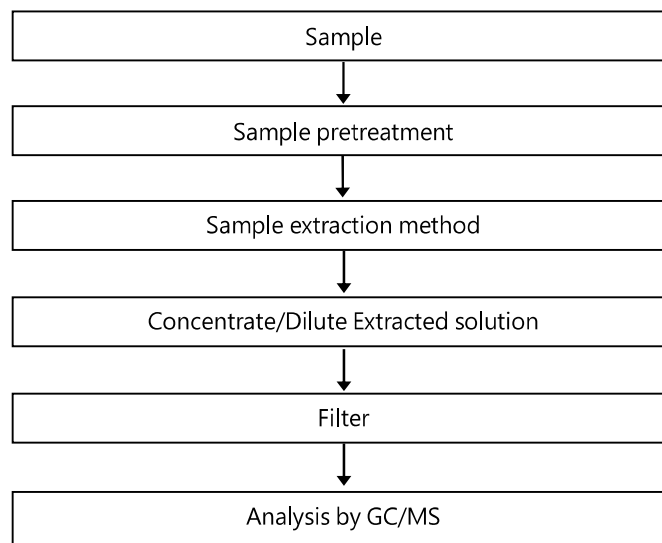 Sample
Sample pretreatment
Sample extraction method
Concentrate/Dilute Extracted solution
Filter
Analysis by GC/MS